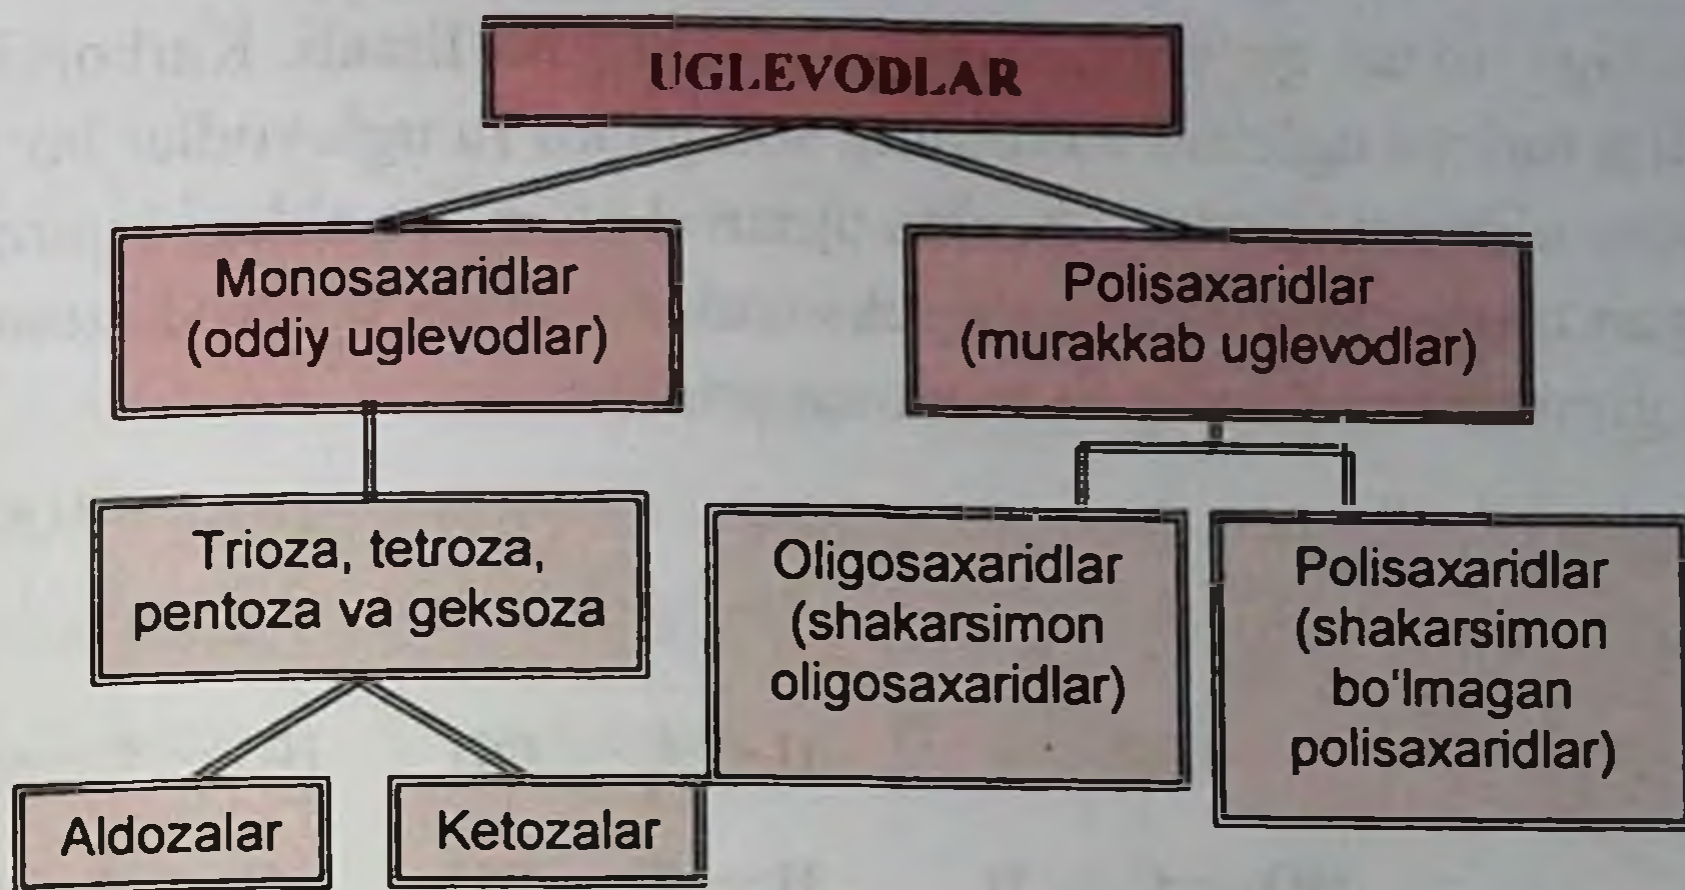 UGLEVODLAR
Monosaxaridlar
(oddiy uglevodlar)
Polisaxaridlar
(murakkab uglevodlar)
Trioza, tetroza,
pentoza va geksoza
Oligosaxaridlar
(shakarsimon
oligosaxaridlar)
Polisaxaridlar
(shakarsimon
bo'lmagan
polisaxaridlar)
Aldozalar
Ketozalar